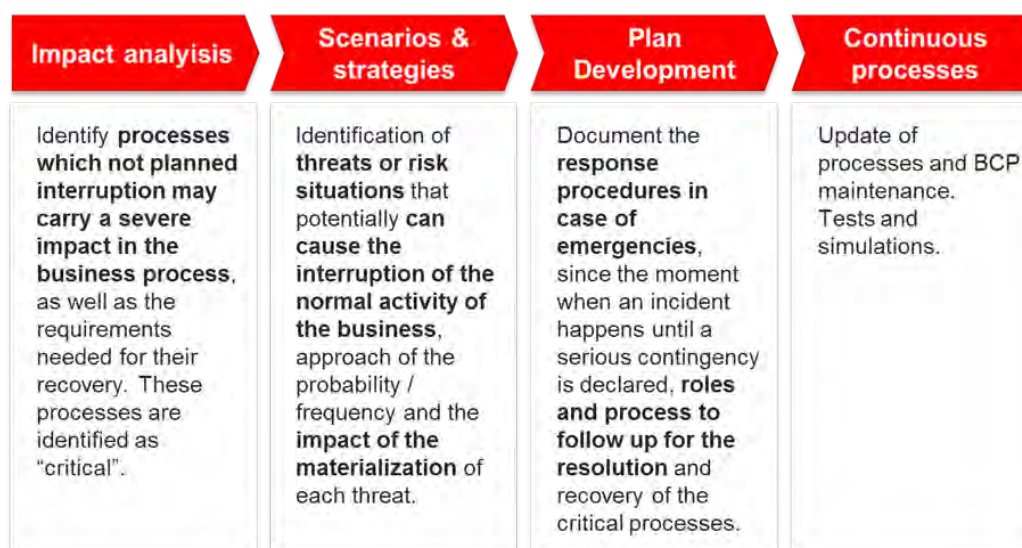 Impact analyisis
Scenarios &
strategies
Plan
Development
Continuous
processes
Identify processes
which not planned
interruption may
carry a severe
impact in the
business process,
as well as the
requirements
needed for their
recovery. These
processes are
identified as
“critical”.
Identification of
threats or risk
situations that
potentially can
cause the
interruption of the
normal activity of
the business,
approach of the
probability /
frequency and the
impact of the
materialization of
each threat.
Document the
response
procedures in
case of
emergencies,
since the moment
when an incident
happens until a
serious contingency
is declared, roles
and process to
follow up for the
resolution and
recovery of the
critical processes.
Update of
processes and BCP
maintenance.
Tests and
simulations.